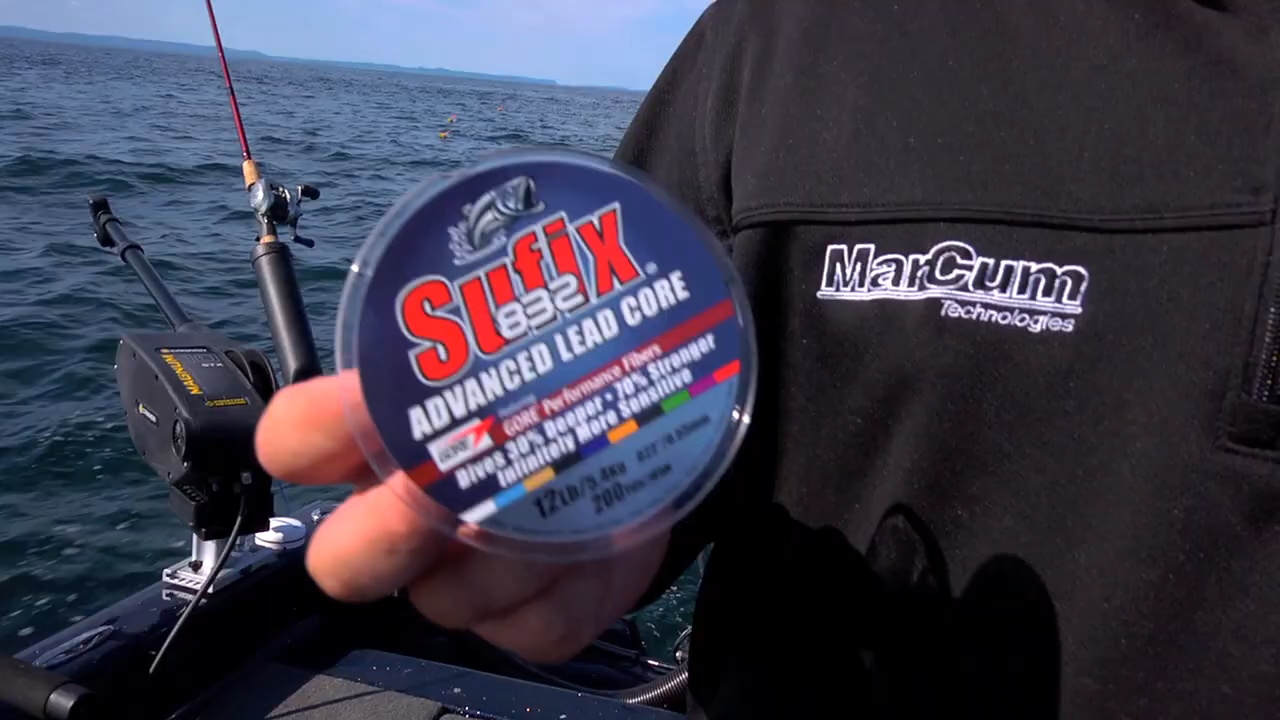 Sufix
832
ADVANCED LEAD CORE
GORE Performance Fibers
Dives 30% Deeper • 70% Stronger
Infinitely More Sensitive
12Lb/5.4KG
200
MarCum
Technologies
MAGNUM